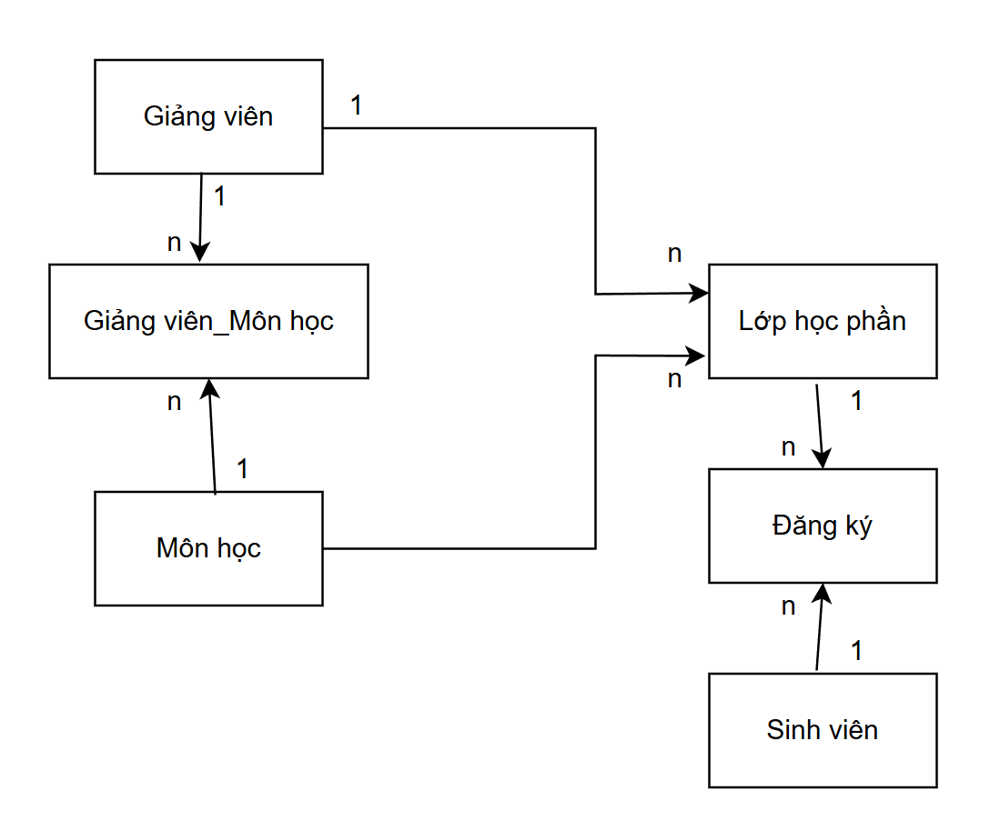 Giảng viên
1
1
n
n
Giảng viên_Môn học
Lớp học phần
n
n
1
1
n
Môn học
Đăng ký
n
1
Sinh viên